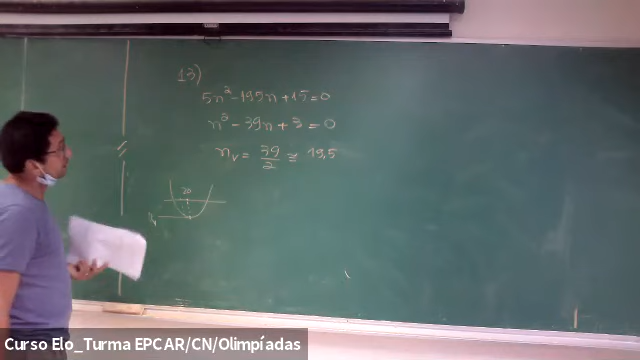 13)
5n² - 195n + 15 = 0
n² - 39n + 3 = 0
nᵥ = 39/2 ≅ 19,5
20
Curso Elo_Turma EPCAR/CN/Olimpíadas